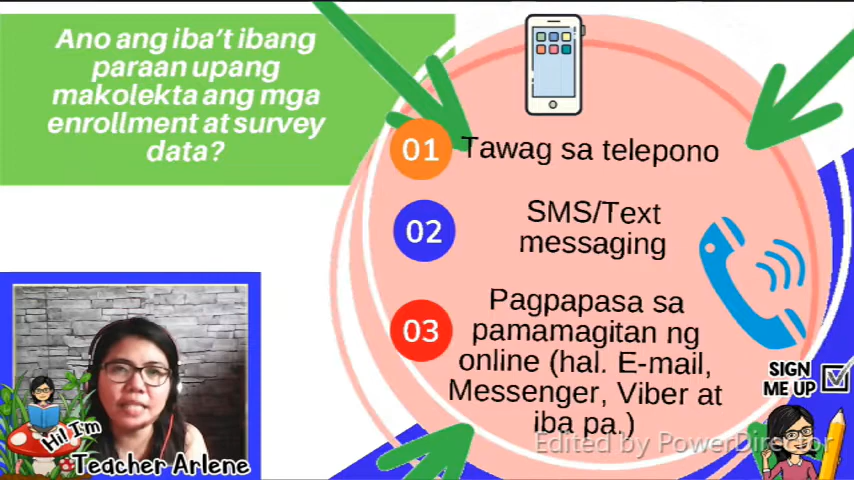 Ano ang iba't ibang
paraan upang
makolekta ang mga
enrollment at survey
data?
01 Tawag sa telepono
02 SMS/Text
messaging
03 Pagpapasa sa
pamamagitan ng
online (hal. E-mail,
Messenger, Viber at
iba pa.)
SIGN
ME UP
Hi! I'm
Teacher Arlene
Edited by PowerDirector